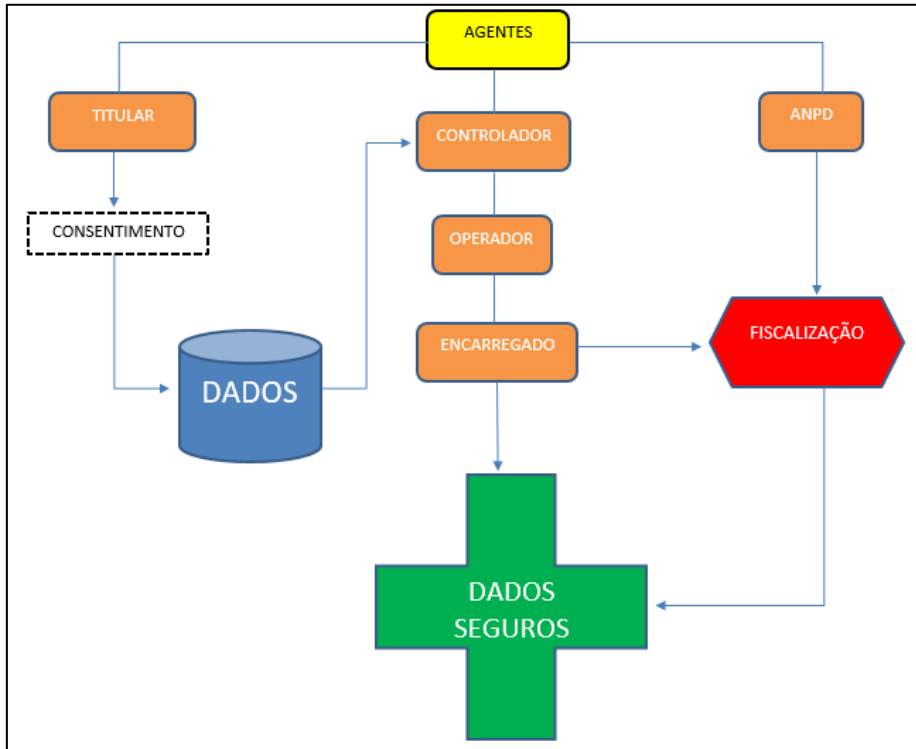 AGENTES
TITULAR
CONTROLADOR
ANPD
CONSENTIMENTO
OPERADOR
ENCARREGADO
FISCALIZAÇÃO
DADOS
DADOS
SEGUROS